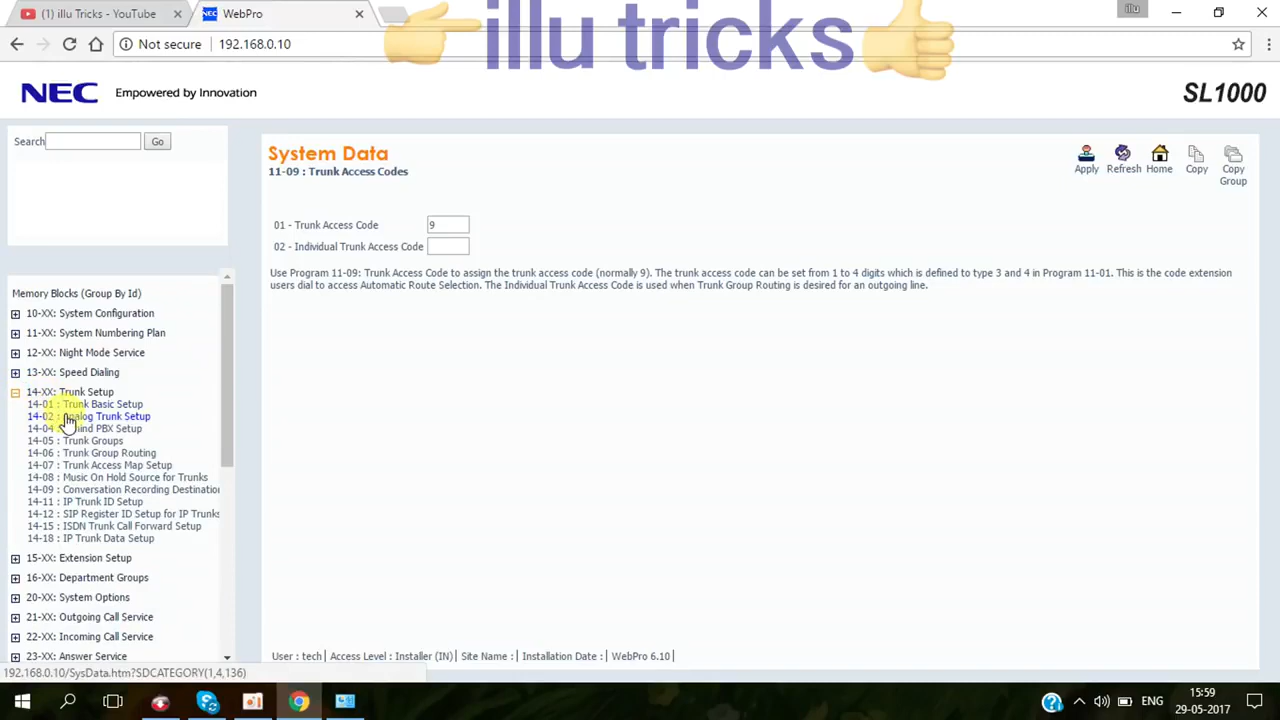 (1) illu Tricks - YouTube
WebPro
illu
Not secure
192.168.0.10
illu tricks
NEC
Empowered by Innovation
SL1000
Search
Go
System Data
11-09 : Trunk Access Codes
Apply
Refresh
Home
Copy
Copy Group
01 - Trunk Access Code
9
02 - Individual Trunk Access Code
Use Program 11-09: Trunk Access Code to assign the trunk access code (normally 9). The trunk access code can be set from 1 to 4 digits which is defined to type 3 and 4 in Program 11-01. This is the code extension
users dial to access Automatic Route Selection. The Individual Trunk Access Code is used when Trunk Group Routing is desired for an outgoing line.
Memory Blocks (Group By Id)
10-XX: System Configuration
11-XX: System Numbering Plan
12-XX: Night Mode Service
13-XX: Speed Dialing
14-XX: Trunk Setup
14-01 : Trunk Basic Setup
14-02 : Analog Trunk Setup
14-04 PBX Setup
14-05 : Trunk Groups
14-06 : Trunk Group Routing
14-07 : Trunk Access Map Setup
14-08 : Music On Hold Source for Trunks
14-09 : Conversation Recording Destination
14-11 : IP Trunk ID Setup
14-12 : SIP Register ID Setup for IP Trunks
14-15 : ISDN Trunk Call Forward Setup
14-18 : IP Trunk Data Setup
15-XX: Extension Setup
16-XX: Department Groups
20-XX: System Options
21-XX: Outgoing Call Service
22-XX: Incoming Call Service
23-XX: Answer Service
User : tech
Access Level : Installer (IN)
Site Name :
Installation Date :
WebPro 6.10
192.168.0.10/SysData.htm?SDCATEGORY(1,4,136)
ENG
15:59
29-05-2017